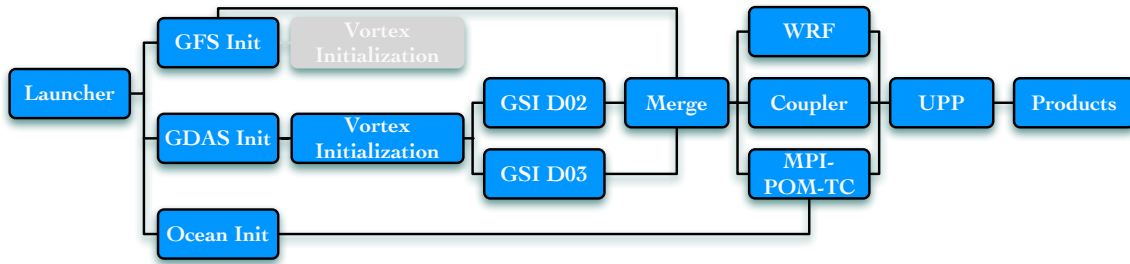 Launcher
GFS Init
Vortex
Initialization
GDAS Init
Vortex
Initialization
Ocean Init
GSI D02
GSI D03
Merge
WRF
Coupler
MPI-
POM-TC
UPP
Products